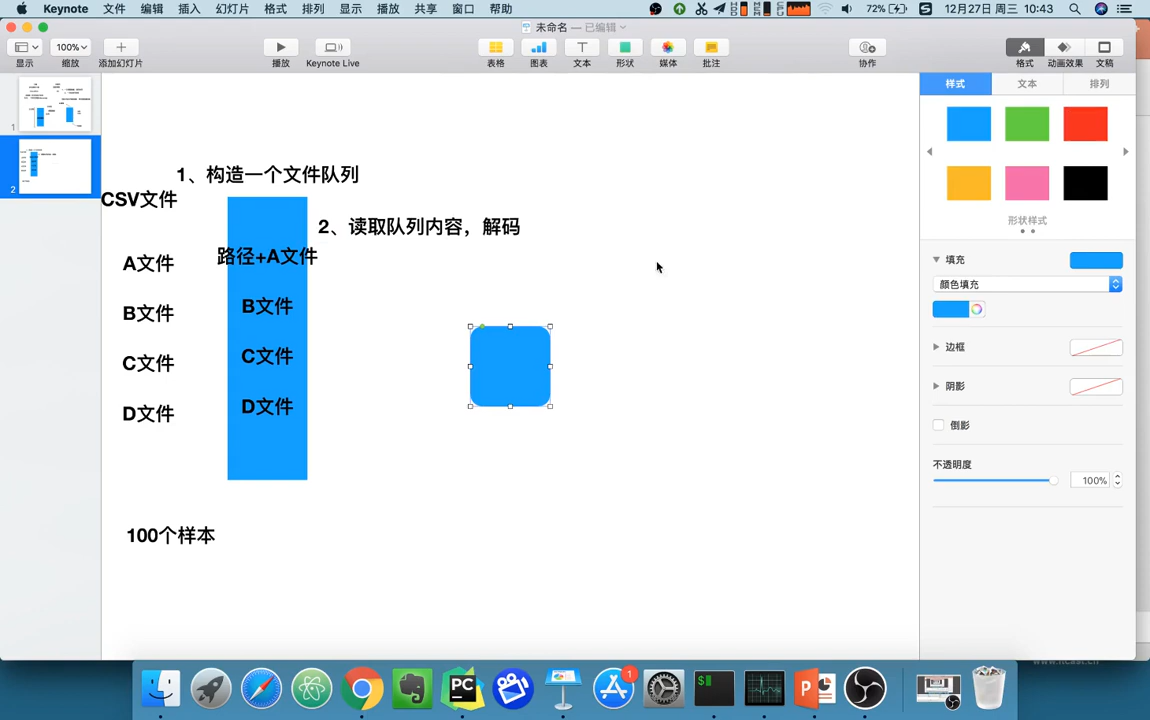 Keynote 文件 编辑 插入 幻灯片 格式 排列 显示 播放 共享 窗口 帮助 72% 12月27日 周三 10:43
未命名 — 已编辑
100%
显示 缩放 添加幻灯片 播放 Keynote Live 表格 图表 文本 形状 媒体 批注 协作 格式 动画效果 文稿
样式 文本 排列
1
2
1、构造一个文件队列
CSV文件
2、读取队列内容，解码
路径+A文件
A文件
B文件
B文件
C文件
C文件
D文件
D文件
100个样本
形状样式
填充
颜色填充
边框
阴影
倒影
不透明度
100%
www.itcast.cn
PC
1
$
P